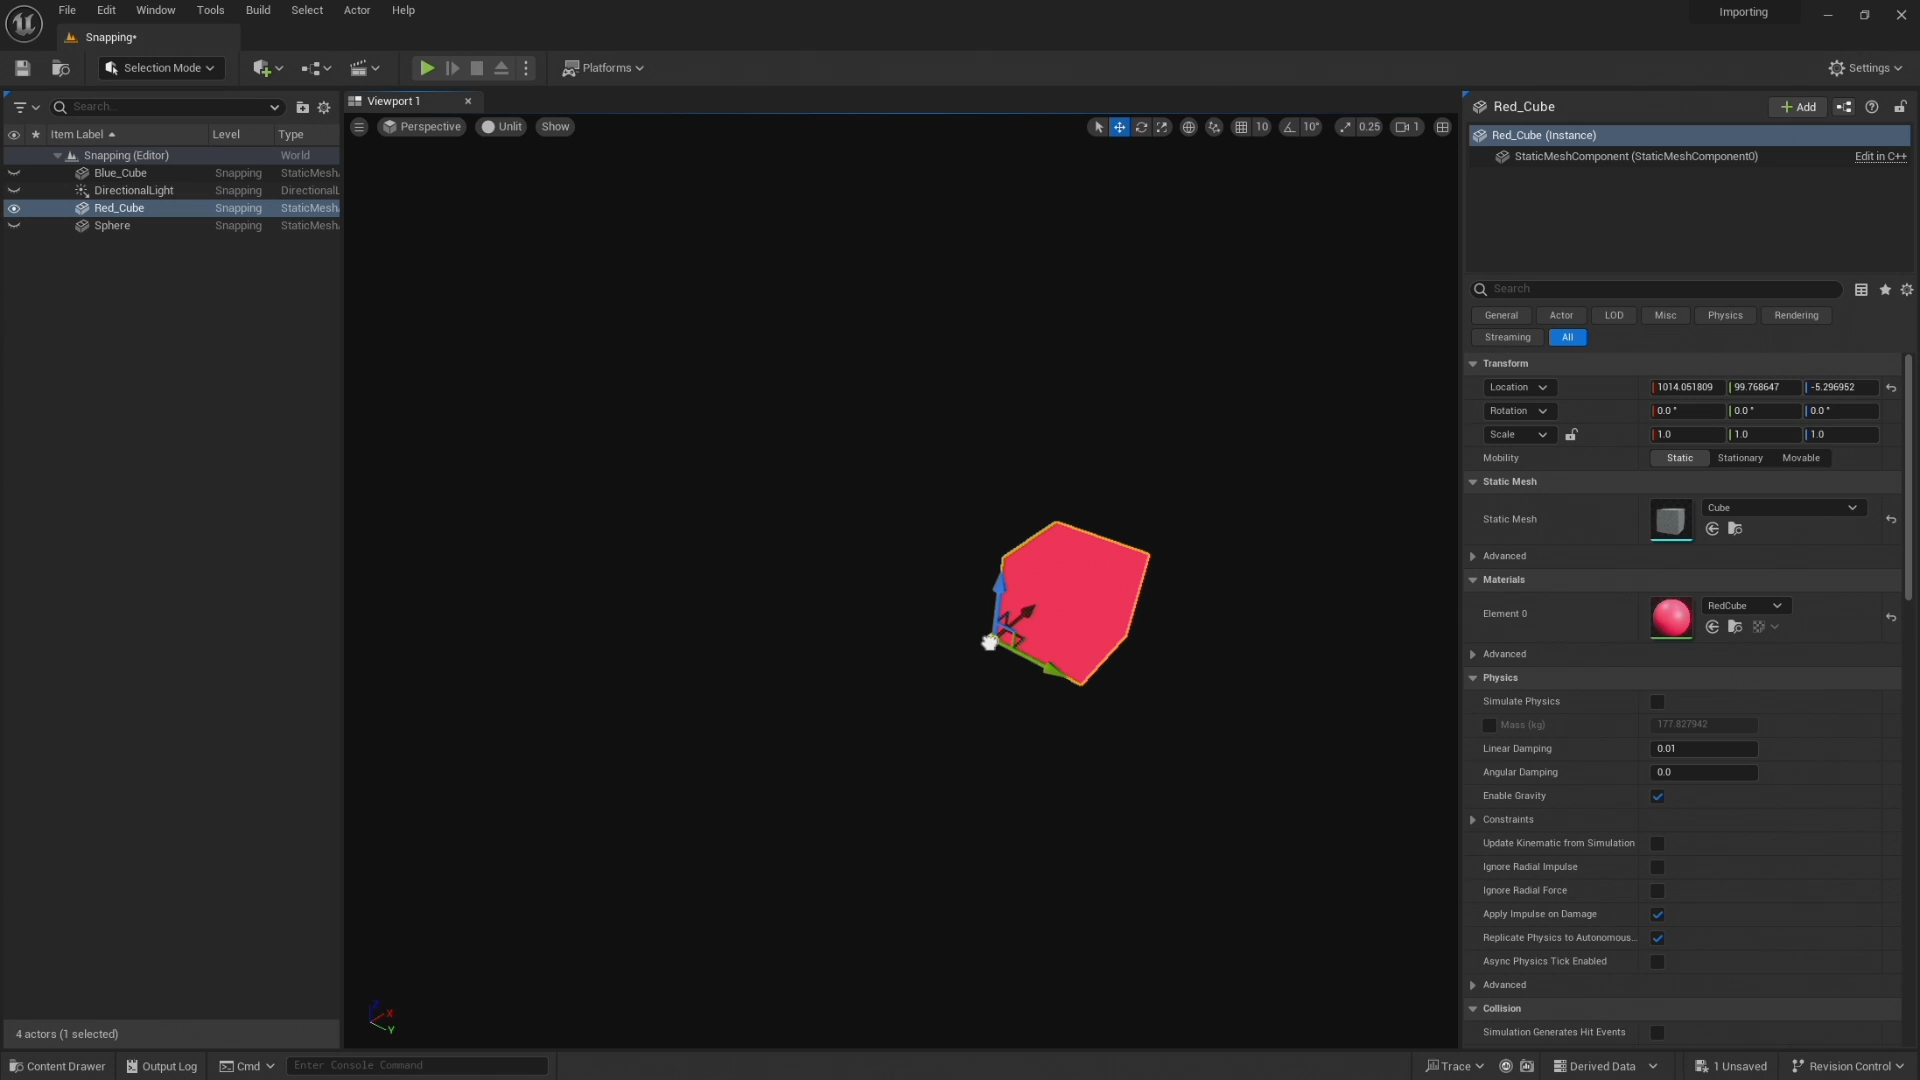 File Edit Window Tools Build Select Actor Help
Importing
Snapping•
Selection Mode
Platforms
Settings
Search...
Viewport 1
Red_Cube
Add
Perspective
Unlit
Show
10
10°
0.25
1
Item Label
Level
Type
Red_Cube (Instance)
StaticMeshComponent (StaticMeshComponent0)
Edit in C++
Snapping (Editor)
World
Blue_Cube Snapping StaticMesh
DirectionalLight Snapping DirectionalL
Red_Cube Snapping StaticMesh
Sphere Snapping StaticMesh
Search
General Actor LOD Misc Physics Rendering
Streaming All
Transform
Location 1014.051809 99.768647 -5.296952
Rotation 0.0 ° 0.0 ° 0.0 °
Scale 1.0 1.0 1.0
Mobility Static Stationary Movable
Static Mesh
Static Mesh Cube
Advanced
Materials
Element 0 RedCube
Advanced
Physics
Simulate Physics
Mass (kg) 177.827942
Linear Damping 0.01
Angular Damping 0.0
Enable Gravity
Constraints
Update Kinematic from Simulation
Ignore Radial Impulse
Ignore Radial Force
Apply Impulse on Damage
Replicate Physics to Autonomous...
Async Physics Tick Enabled
Advanced
Collision
Simulation Generates Hit Events
Z
X
Y
4 actors (1 selected)
Content Drawer
Output Log
Cmd
Enter Console Command
Trace
Derived Data
1 Unsaved
Revision Control